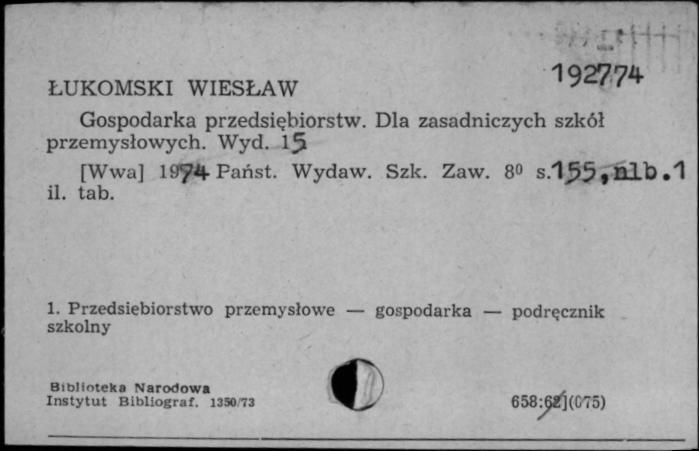 192774
ŁUKOMSKI WIESŁAW
Gospodarka przedsiębiorstw. Dla zasadniczych szkół
przemysłowych. Wyd. 15
[Wwa] 1974 Państ. Wydaw. Szk. Zaw. 8⁰ s.155,nlb.1
il. tab.
1. Przedsiebiorstwo przemysłowe — gospodarka — podręcznik
szkolny
Biblioteka Narodowa
Instytut Bibliograf. 1350/73
658:62](075)